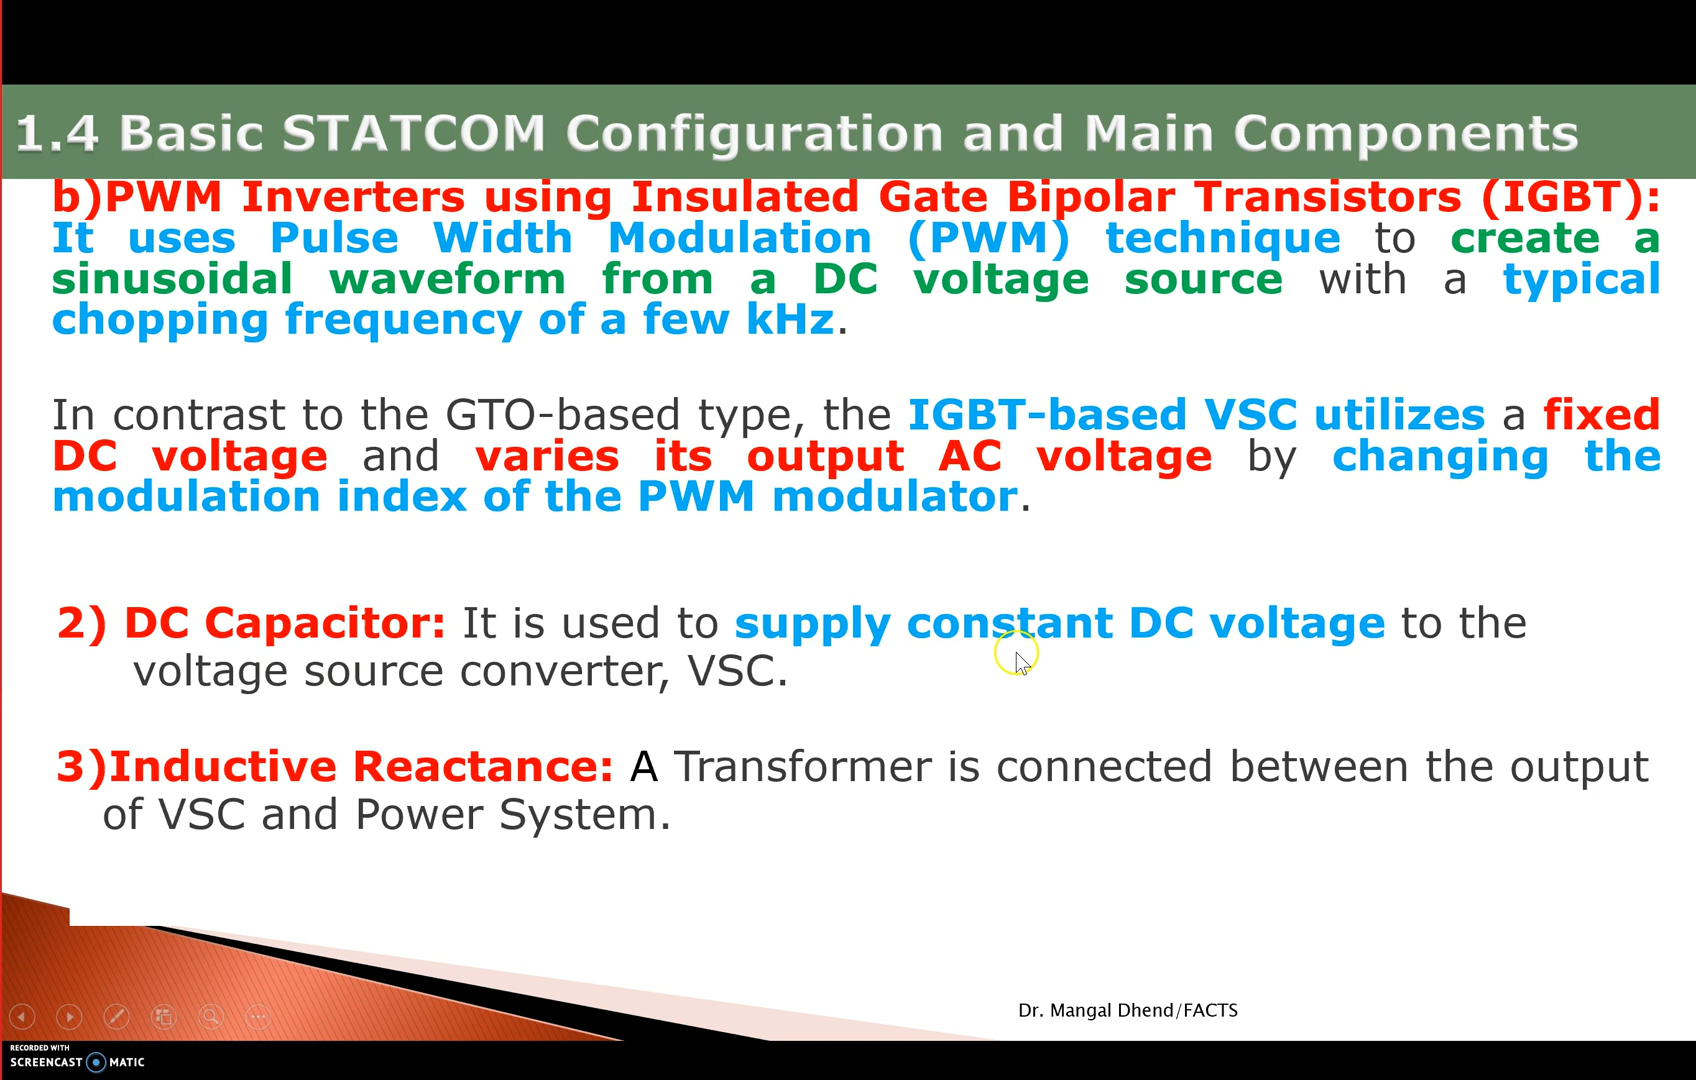 1.4 Basic STATCOM Configuration and Main Components
b)PWM Inverters using Insulated Gate Bipolar Transistors (IGBT):
It uses Pulse Width Modulation (PWM) technique to create a
sinusoidal waveform from a DC voltage source with a typical
chopping frequency of a few kHz.
In contrast to the GTO-based type, the IGBT-based VSC utilizes a fixed
DC voltage and varies its output AC voltage by changing the
modulation index of the PWM modulator.
2) DC Capacitor: It is used to supply constant DC voltage to the
voltage source converter, VSC.
3)Inductive Reactance: A Transformer is connected between the output
of VSC and Power System.
Dr. Mangal Dhend/FACTS
RECORDED WITH
SCREENCAST MATIC